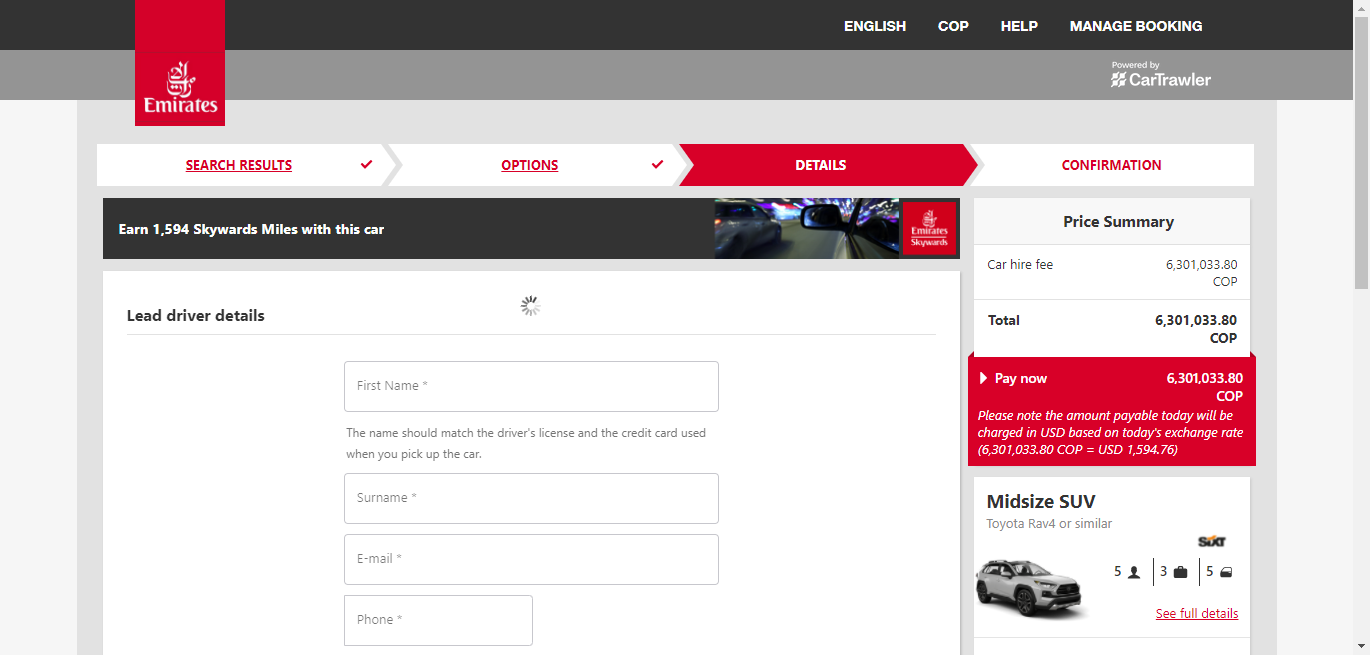 ENGLISH COP HELP MANAGE BOOKING
Powered by
CarTrawler
Emirates
SEARCH RESULTS
OPTIONS
DETAILS
CONFIRMATION
Earn 1,594 Skywards Miles with this car
Emirates
Skywards
Lead driver details
First Name *
The name should match the driver's license and the credit card used
when you pick up the car.
Surname *
E-mail *
Phone *
Price Summary
Car hire fee 6,301,033.80
COP
Total 6,301,033.80
COP
Pay now 6,301,033.80
COP
Please note the amount payable today will be
charged in USD based on today's exchange rate
(6,301,033.80 COP = USD 1,594.76)
Midsize SUV
Toyota Rav4 or similar
SIXT
5 3 5
See full details